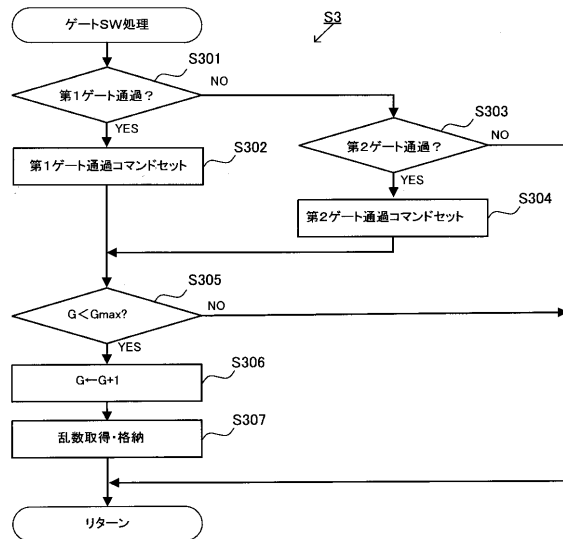 ゲートSW処理
S3
S301
第1ゲート通過？
NO
YES
S303
第2ゲート通過？
NO
YES
S302
第1ゲート通過コマンドセット
S304
第2ゲート通過コマンドセット
S305
G＜Gmax?
NO
YES
S306
G←G+1
S307
乱数取得・格納
リターン